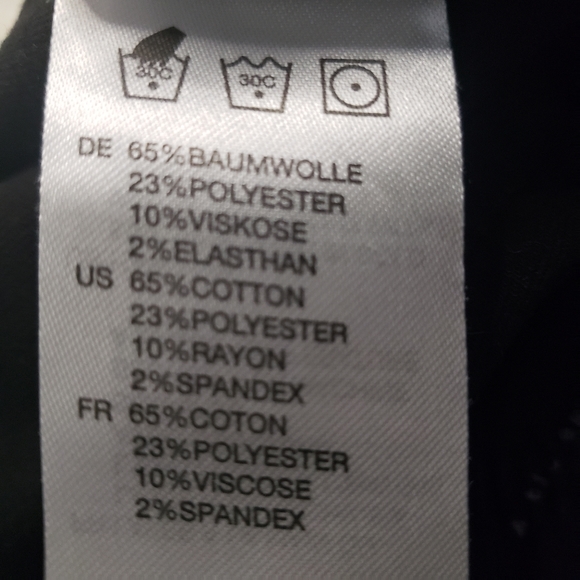 30C 30C
DE 65%BAUMWOLLE
23%POLYESTER
10%VISKOSE
2%ELASTHAN
US 65%COTTON
23%POLYESTER
10%RAYON
2%SPANDEX
FR 65%COTON
23%POLYESTER
10%VISCOSE
2%SPANDEX